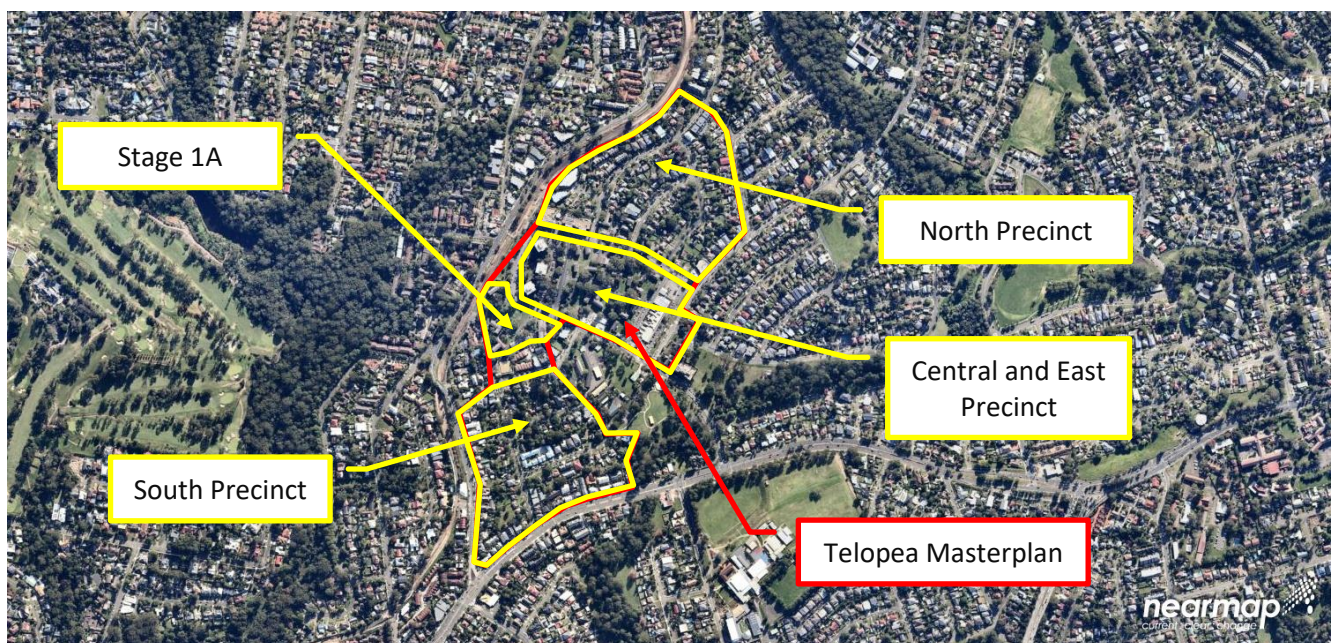 Stage 1A
North Precinct
Central and East
Precinct
South Precinct
Telopea Masterplan
nearmap
current clear change